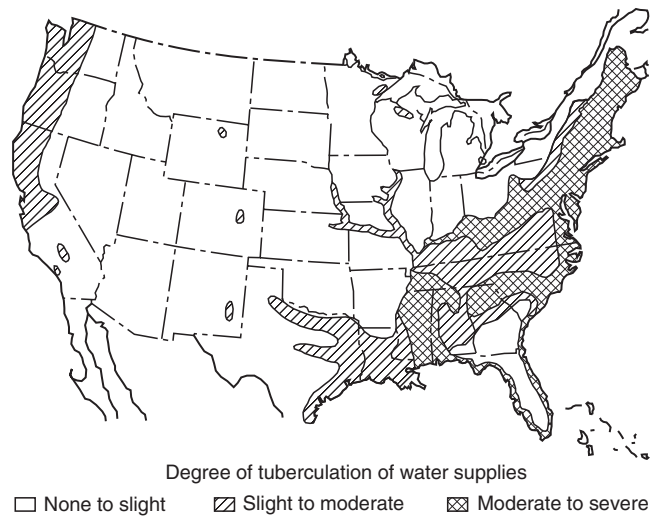 Degree of tuberculation of water supplies
None to slight Slight to moderate Moderate to severe